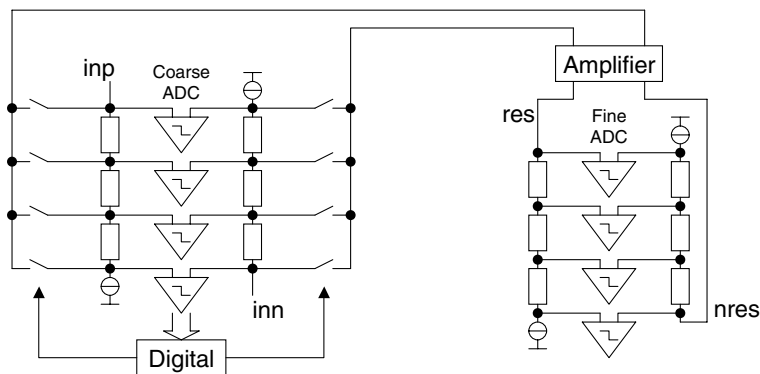 inp
Coarse
ADC
inn
Digital
Amplifier
res
Fine
ADC
nres